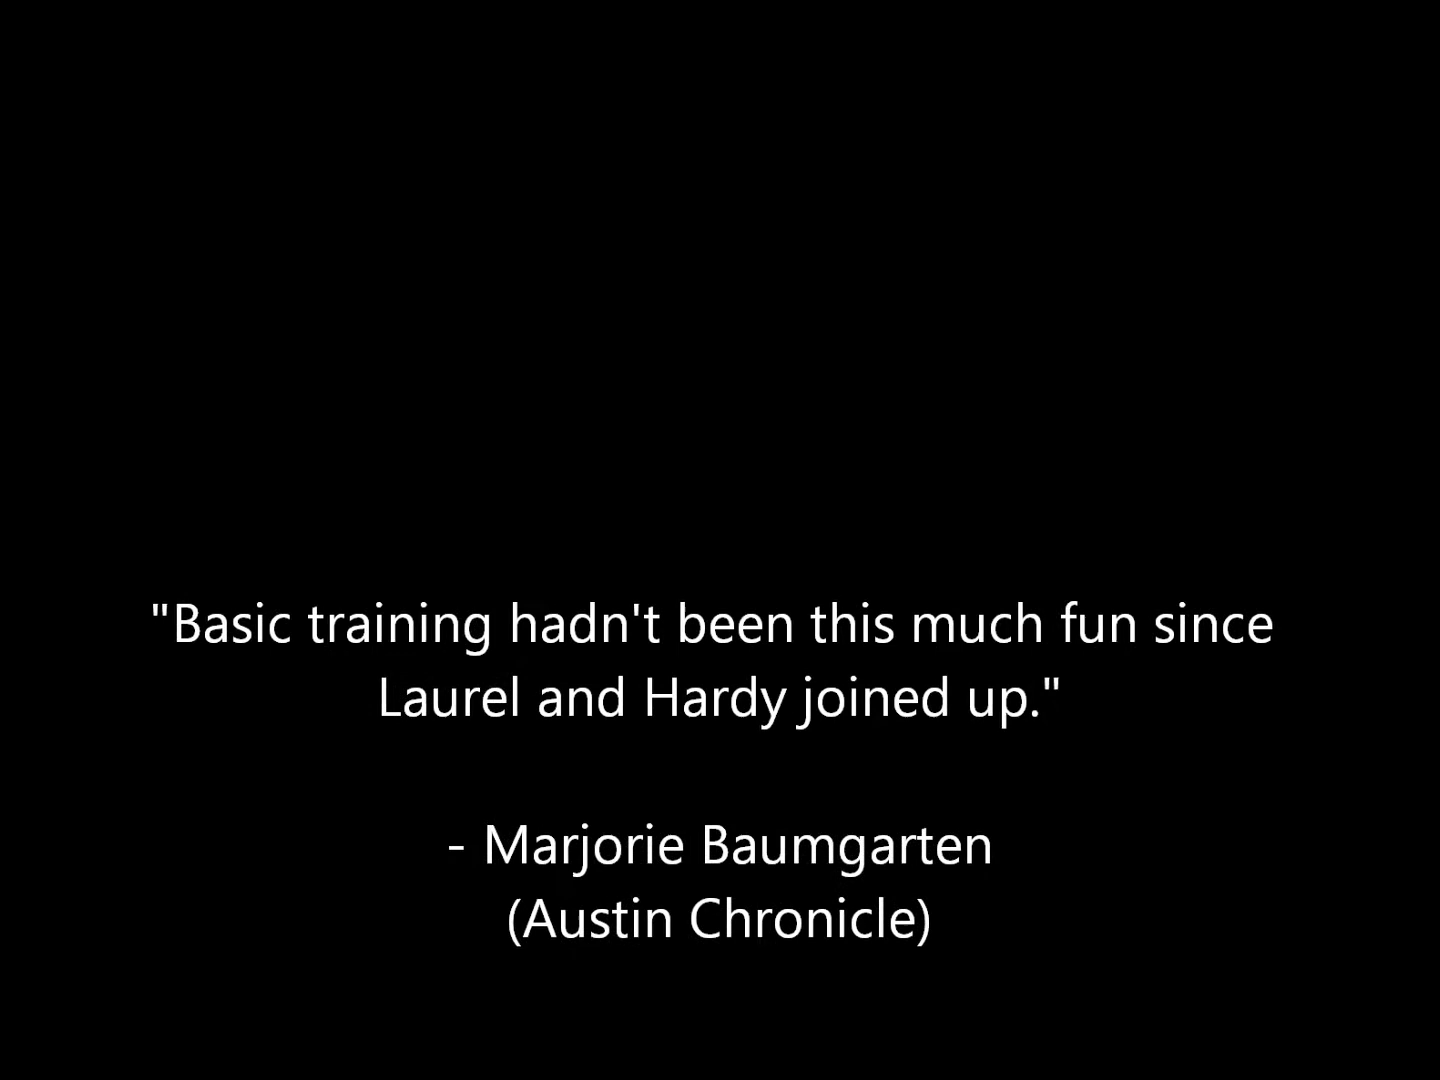 "Basic training hadn't been this much fun since
Laurel and Hardy joined up."
- Marjorie Baumgarten
(Austin Chronicle)